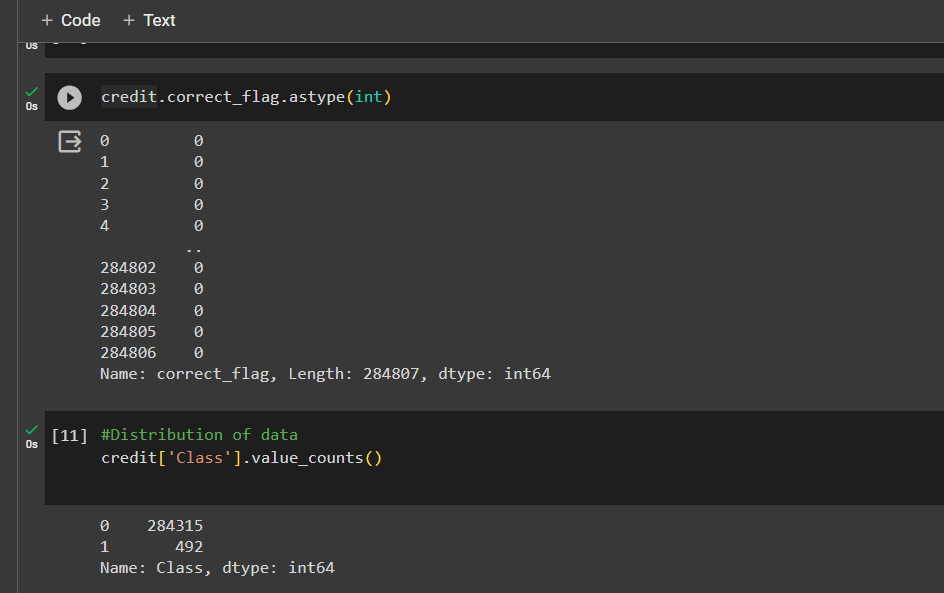 + Code + Text
0s
0s
credit.correct_flag.astype(int)
0 0
1 0
2 0
3 0
4 0
..
284802 0
284803 0
284804 0
284805 0
284806 0
Name: correct_flag, Length: 284807, dtype: int64
0s
[11] #Distribution of data
credit['Class'].value_counts()
0 284315
1 492
Name: Class, dtype: int64